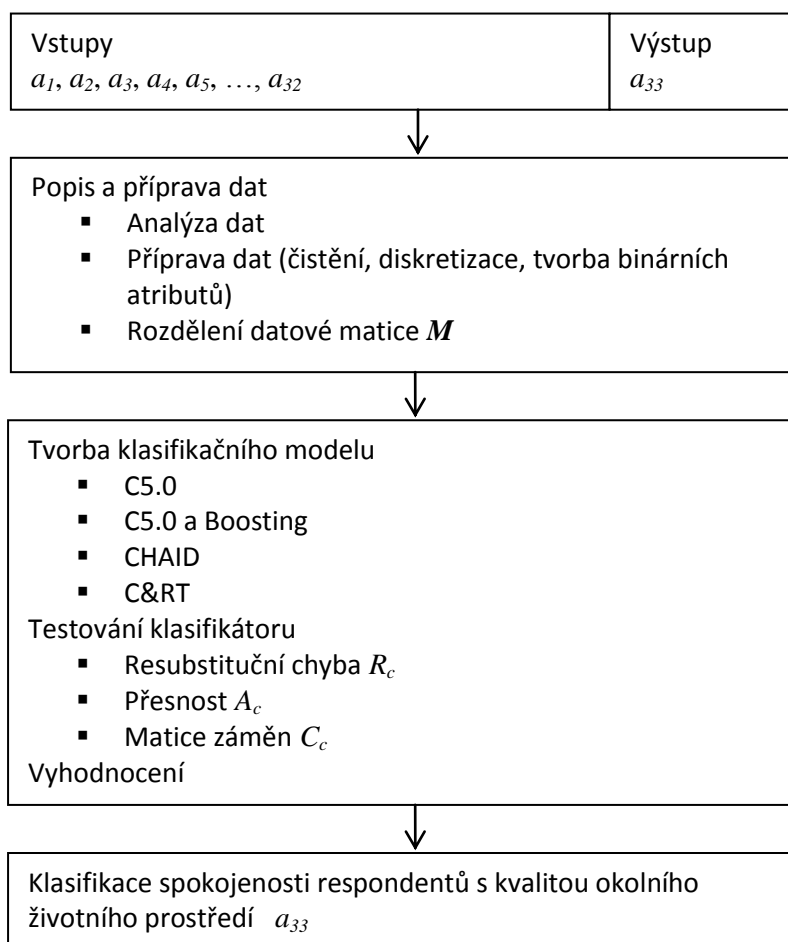 Vstupy
a1, a2, a3, a4, a5, …, a32
Výstup
a33
Popis a příprava dat
▪ Analýza dat
▪ Příprava dat (čistění, diskretizace, tvorba binárních
atributů)
▪ Rozdělení datové matice M
Tvorba klasifikačního modelu
▪ C5.0
▪ C5.0 a Boosting
▪ CHAID
▪ C&RT
Testování klasifikátoru
▪ Resubstituční chyba Rc
▪ Přesnost Ac
▪ Matice záměn Cc
Vyhodnocení
Klasifikace spokojenosti respondentů s kvalitou okolního
životního prostředí a33